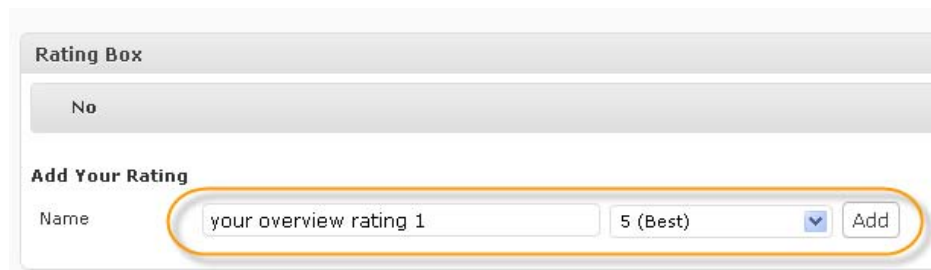 Rating Box
No
Add Your Rating
Name your overview rating 1 5 (Best) Add